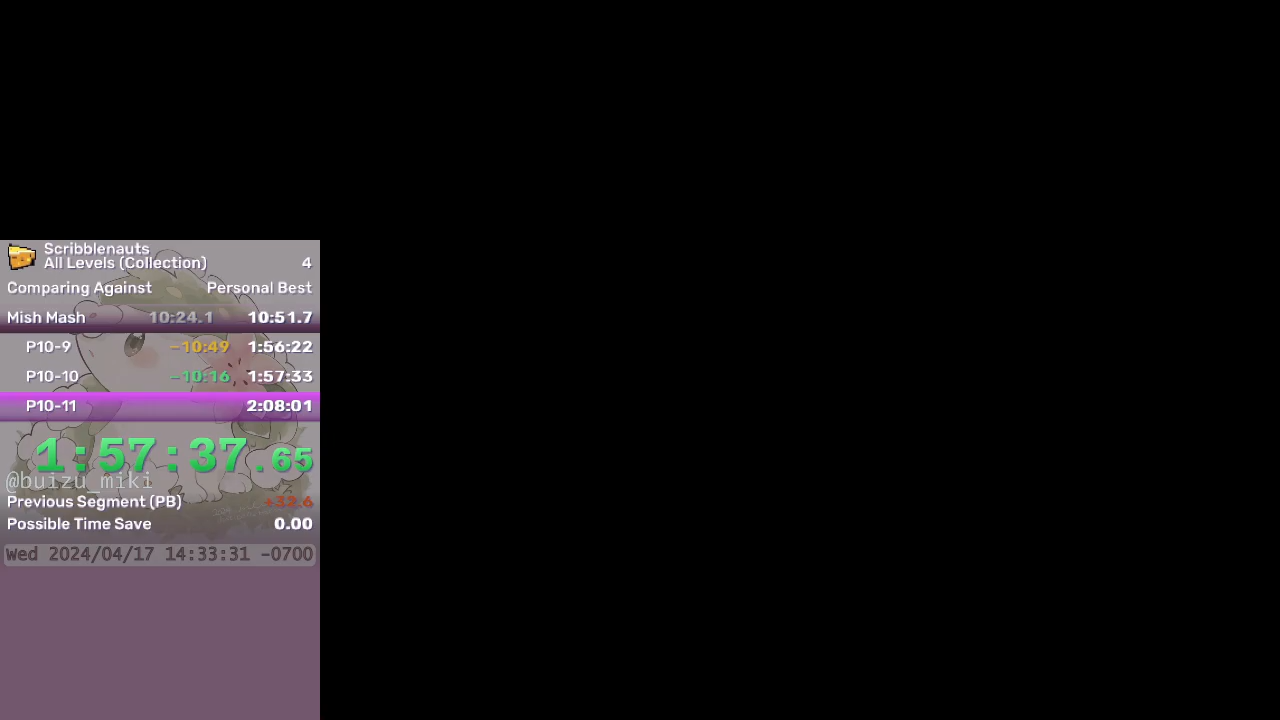 Scribblenauts
All Levels (Collection) 4
Comparing Against Personal Best
Mish Mash 10:24.1 10:51.7
P10-9 −10:49 1:56:22
P10-10 −10:16 1:57:33
P10-11 2:08:01
1:57:37.65
@buizu_miki
Previous Segment (PB) +32.6
Possible Time Save 0.00
Wed 2024/04/17 14:33:31 -0700